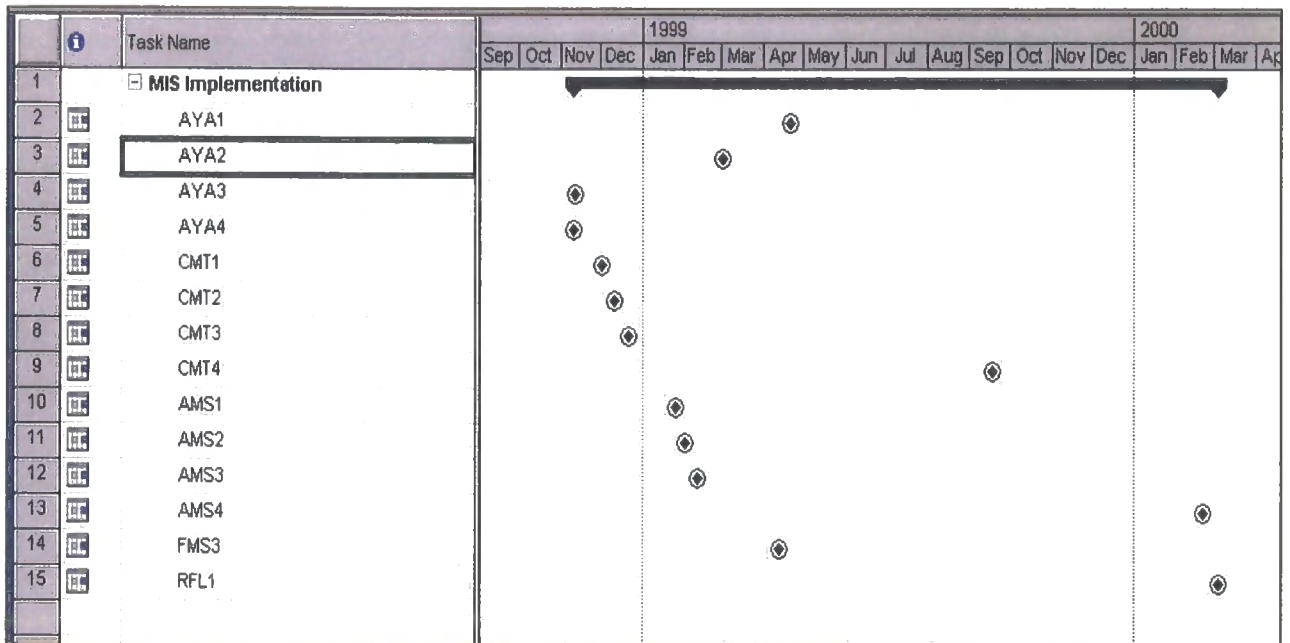 1999 2000
Task Name Sep Oct Nov Dec Jan Feb Mar Apr May Jun Jul Aug Sep Oct Nov Dec Jan Feb Mar Ap
1 MIS Implementation
2 AYA1
3 AYA2
4 AYA3
5 AYA4
6 CMT1
7 CMT2
8 CMT3
9 CMT4
10 AMS1
11 AMS2
12 AMS3
13 AMS4
14 FMS3
15 RFL1